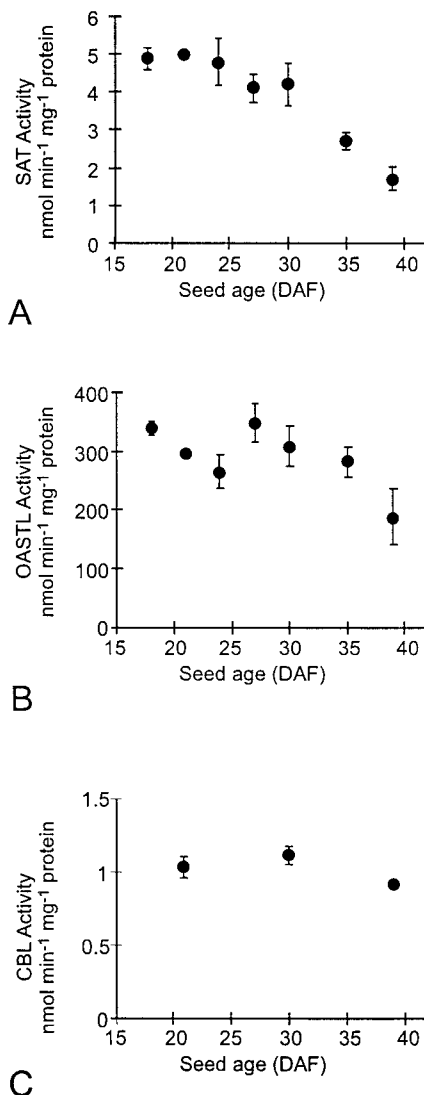 SAT Activity
nmol min-1 mg-1 protein
6
5
4
3
2
1
0
15 20 25 30 35 40
Seed age (DAF)
A
OASTL Activity
nmol min-1 mg-1 protein
400
300
200
100
0
15 20 25 30 35 40
Seed age (DAF)
B
CBL Activity
nmol min-1 mg-1 protein
1.5
1
0.5
0
15 20 25 30 35 40
Seed age (DAF)
C